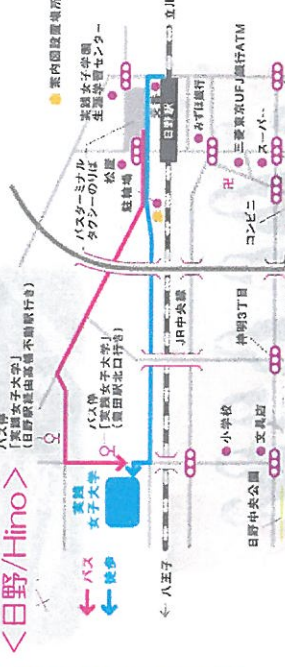 <日野/Hino>
バス停
「実践女子大学」
(日野駅経由高幡不動駅行き)
バス停
「実践女子大学」
(豊田駅北口行き)
実践
女子大学
バス
徒歩
八王子
JR中央線
バスターミナル
タクシーのりば
松屋
駐輪場
実践女子学園
生涯学習センター
案内図設置場所
交番
日野駅
立川
みずほ銀行
三菱東京UFJ銀行ATM
スーパー
卍
コンビニ
神明3丁目
小学校
文具店
日野中央公園